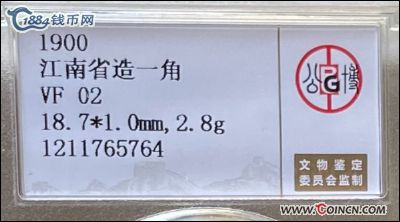 1884钱币网
1900
江南省造一角
VF 02
18.7*1.0mm,2.8g
1211765764
公博
文物鉴定
委员会监制
www.COINCN.COM